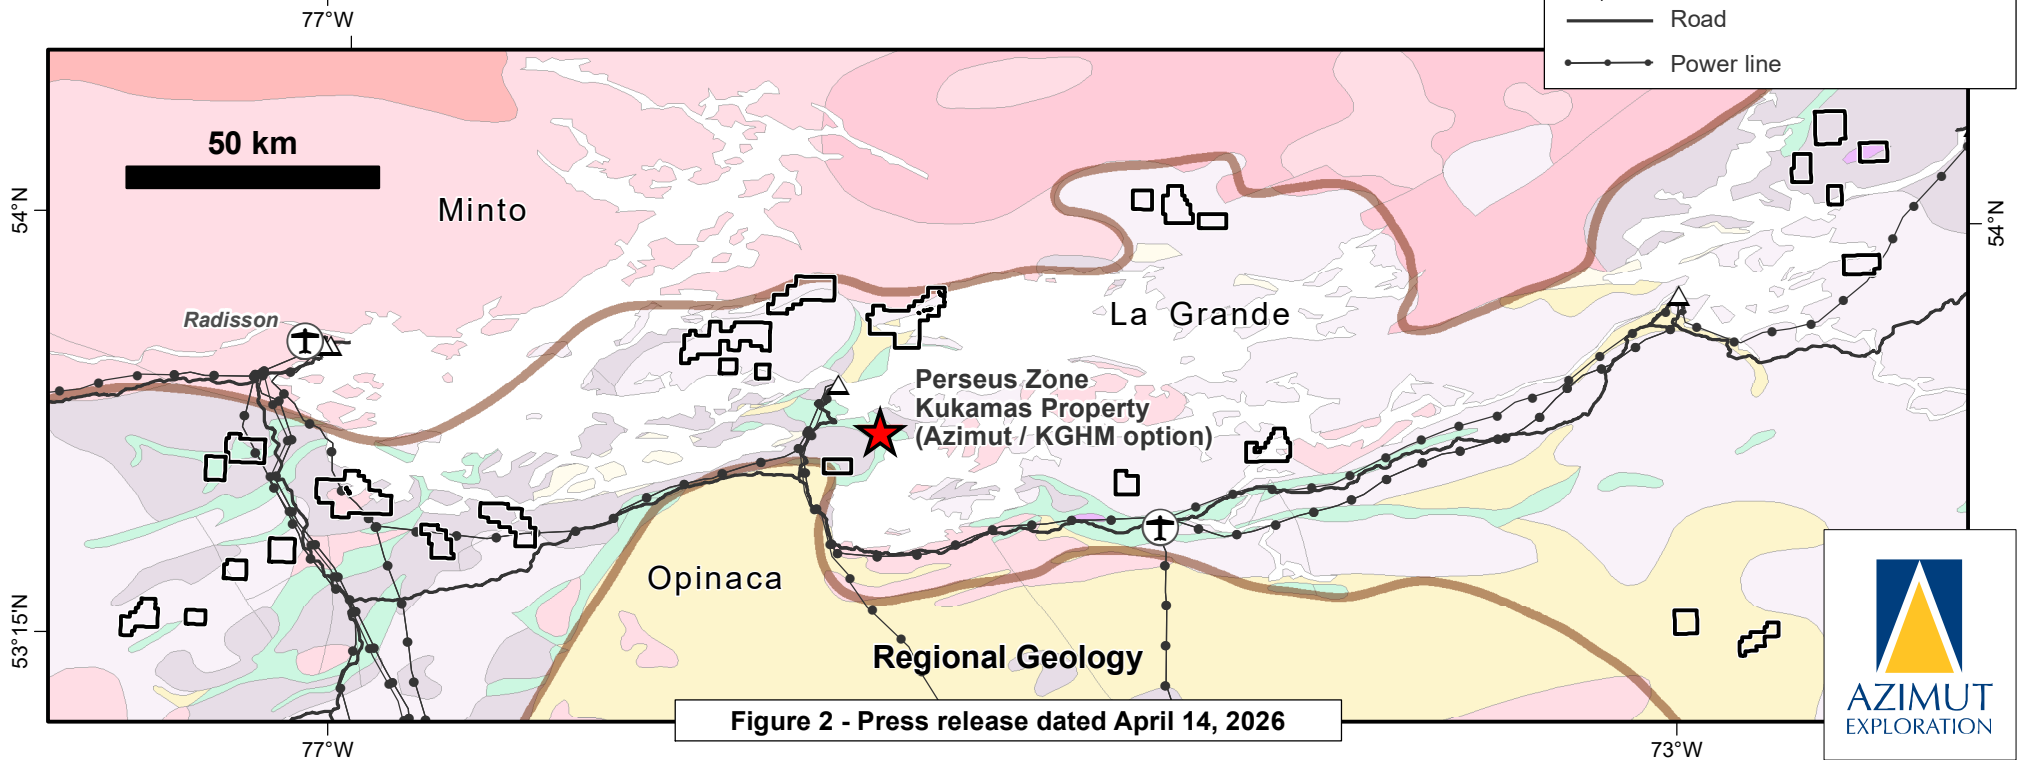 77°W
Road
Power line
50 km
Minto
54°N
54°N
La Grande
Radisson
Perseus Zone
Kukamas Property
(Azimut / KGHM option)
Opinaca
53°15'N
Regional Geology
AZIMUT
EXPLORATION
Figure 2 - Press release dated April 14, 2026
77°W
73°W